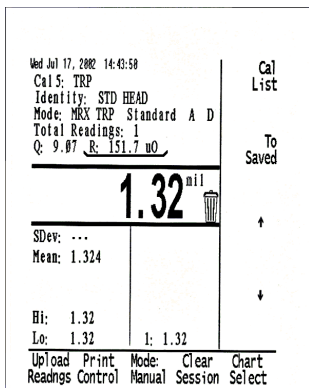 Wed Jul 17, 2002 14:43:50
Cal 5: TRP
Identity: STD HEAD
Mode: MRX TRP Standard A D
Total Readings: 1
Q: 9.07 R: 151.7 uO
1.32 mil
SDev: ---
Mean: 1.324
Hi: 1.32
Lo: 1.32
1: 1.32
Cal
List
To
Saved
↑
↓
Upload Print Mode: Clear Chart
Readngs Control Manual Session Select